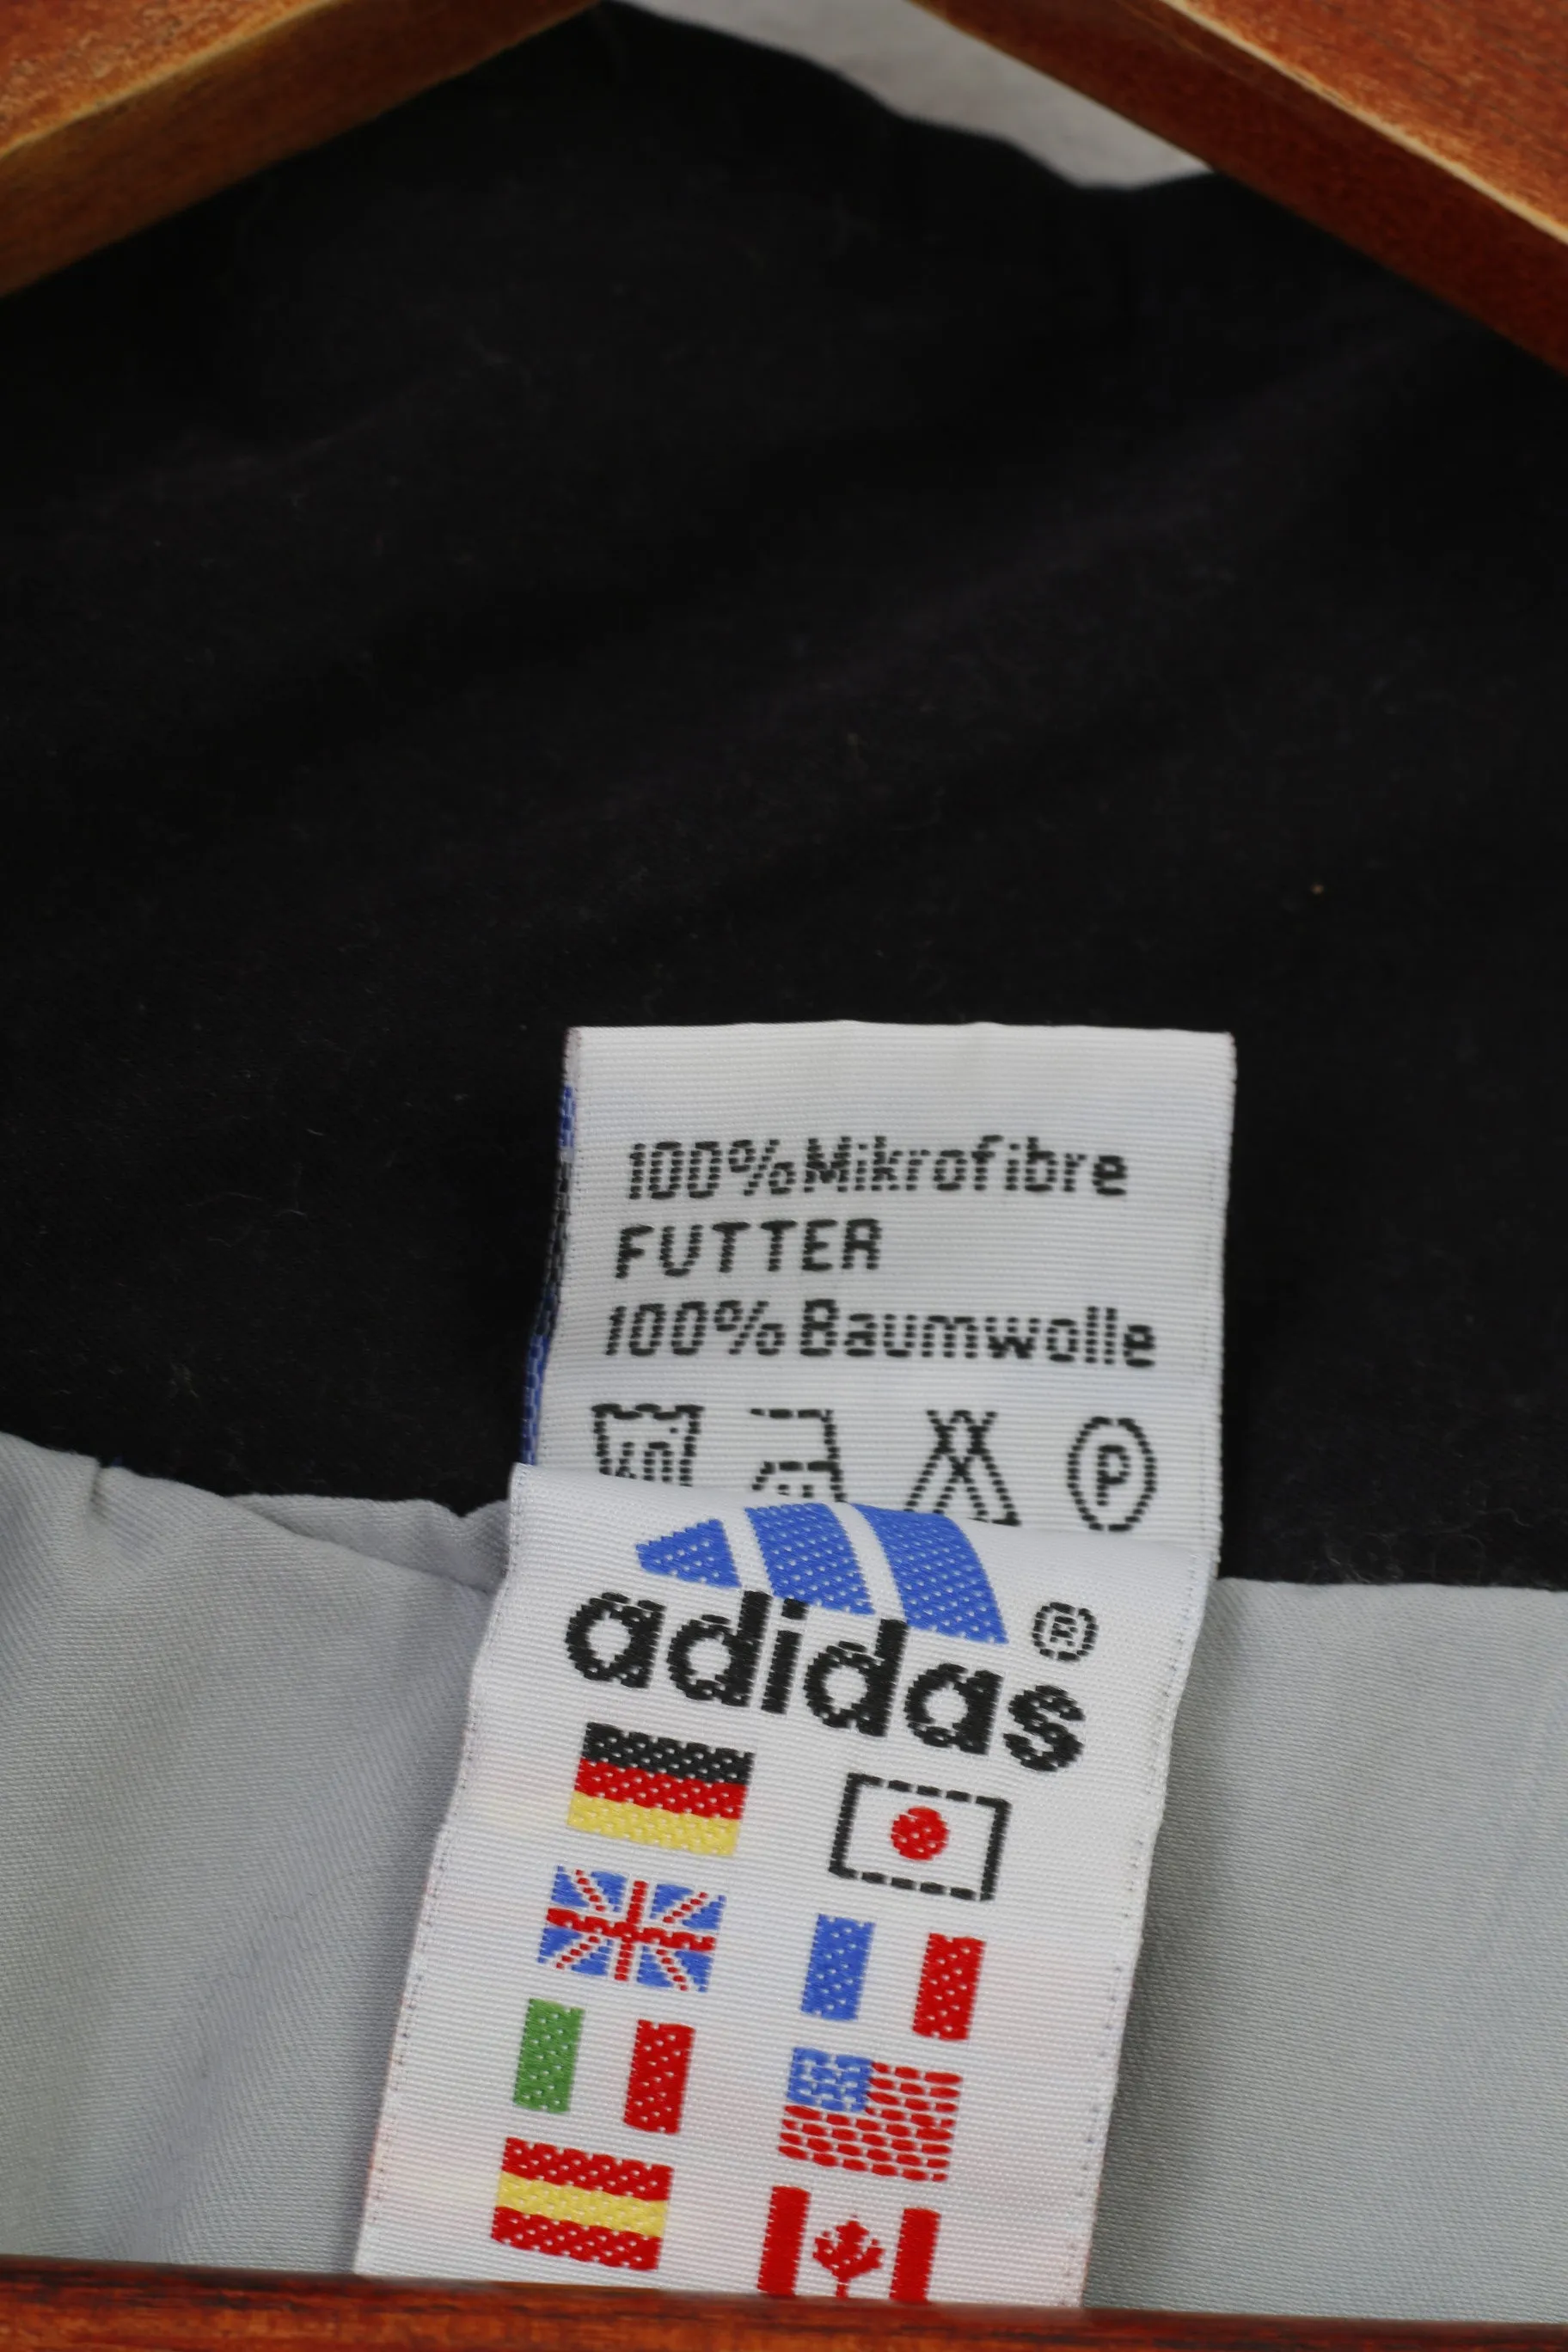 100% Mikrofibre
FUTTER
100% Baumwolle
P
adidas ®